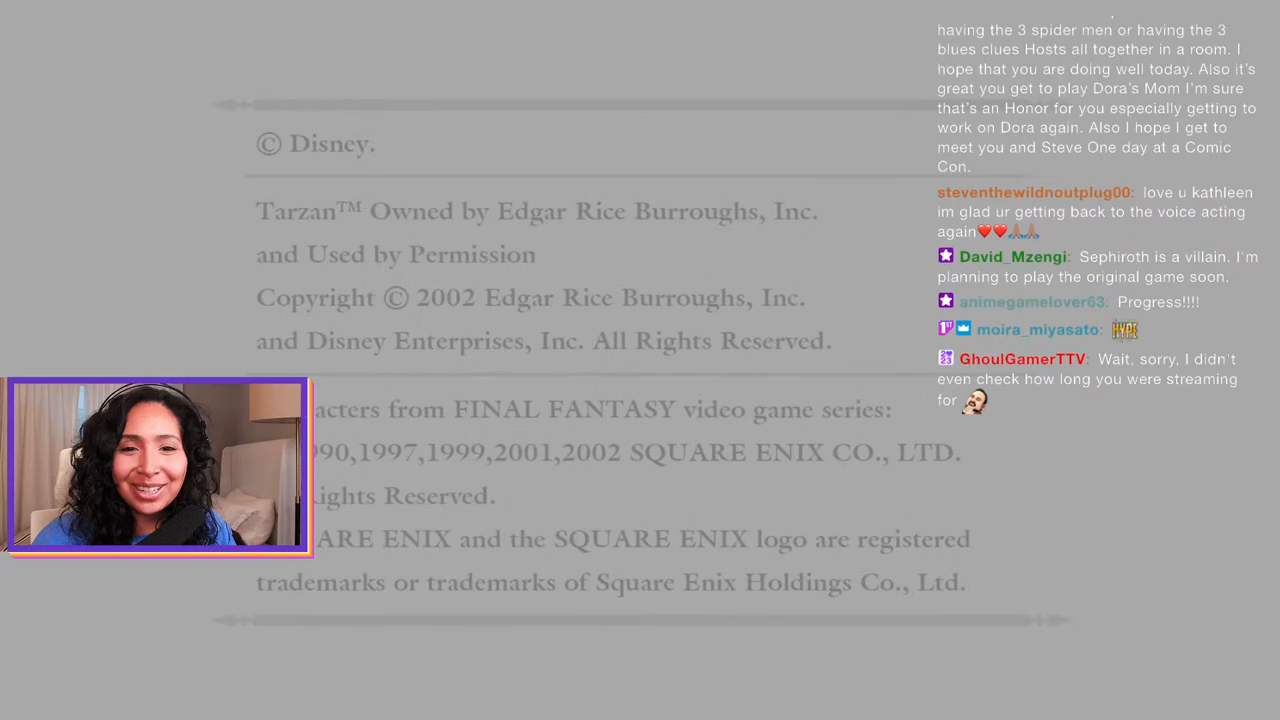 © Disney.
Tarzan™ Owned by Edgar Rice Burroughs, Inc.
and Used by Permission
Copyright © 2002 Edgar Rice Burroughs, Inc.
and Disney Enterprises, Inc. All Rights Reserved.
acters from FINAL FANTASY video game series:
990,1997,1999,2001,2002 SQUARE ENIX CO., LTD.
ights Reserved.
ARE ENIX and the SQUARE ENIX logo are registered
trademarks or trademarks of Square Enix Holdings Co., Ltd.
having the 3 spider men or having the 3
blues clues Hosts all together in a room. I
hope that you are doing well today. Also it's
great you get to play Dora's Mom I'm sure
that's an Honor for you especially getting to
work on Dora again. Also I hope I get to
meet you and Steve One day at a Comic
Con.
steventhewildnoutplug00: love u kathleen
im glad ur getting back to the voice acting
again❤️❤️🙏🏽🙏🏽
David_Mzengi: Sephiroth is a villain. I'm
planning to play the original game soon.
animegamelover63: Progress!!!!
1ST moira_miyasato: HYPE
GhoulGamerTTV: Wait, sorry, I didn't
even check how long you were streaming
for